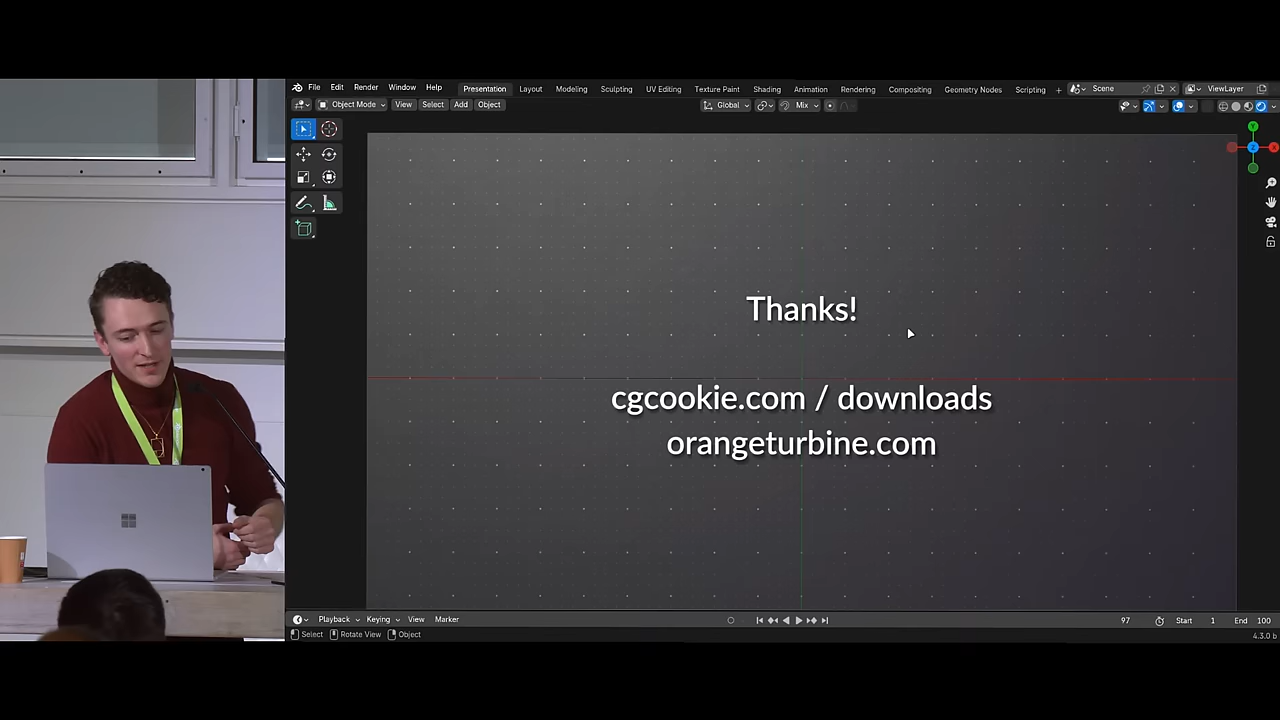 File Edit Render Window Help Presentation Layout Modeling Sculpting UV Editing Texture Paint Shading Animation Rendering Compositing Geometry Nodes Scripting + Scene ViewLayer
Object Mode View Select Add Object Global Mix
Thanks!
cgcookie.com / downloads
orangeturbine.com
Playback Keying View Marker 97 Start 1 End 100
Select Rotate View Object 4.3.0 b